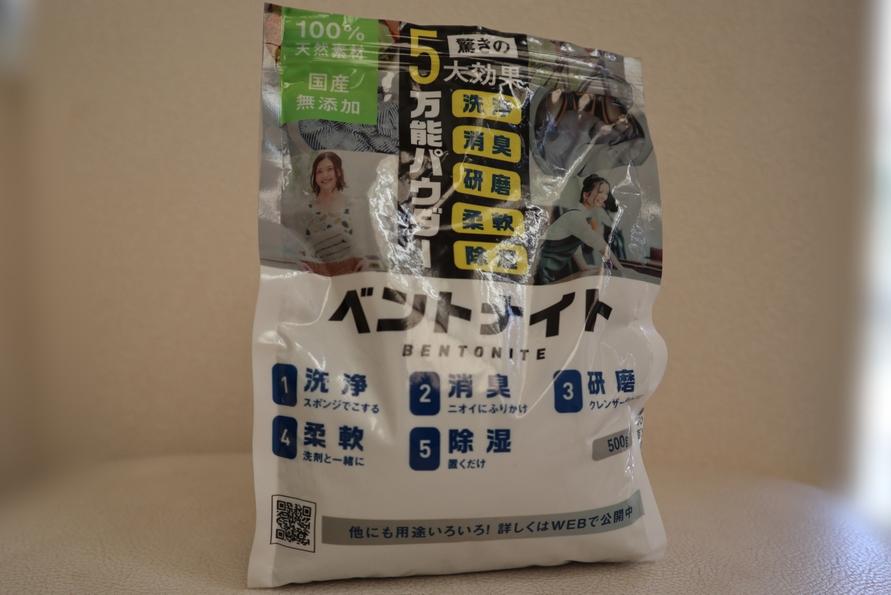 100%
天然素材
国産
無添加
5
驚きの
大効果
万能パウダー
洗浄
消臭
研磨
柔軟
除湿
ベントナイト
BENTONITE
1 洗浄
スポンジでこする
2 消臭
ニオイにふりかけ
3 研磨
4 柔軟
洗剤と一緒に
5 除湿
置くだけ
500g
他にも用途いろいろ! 詳しくはWEBで公開中